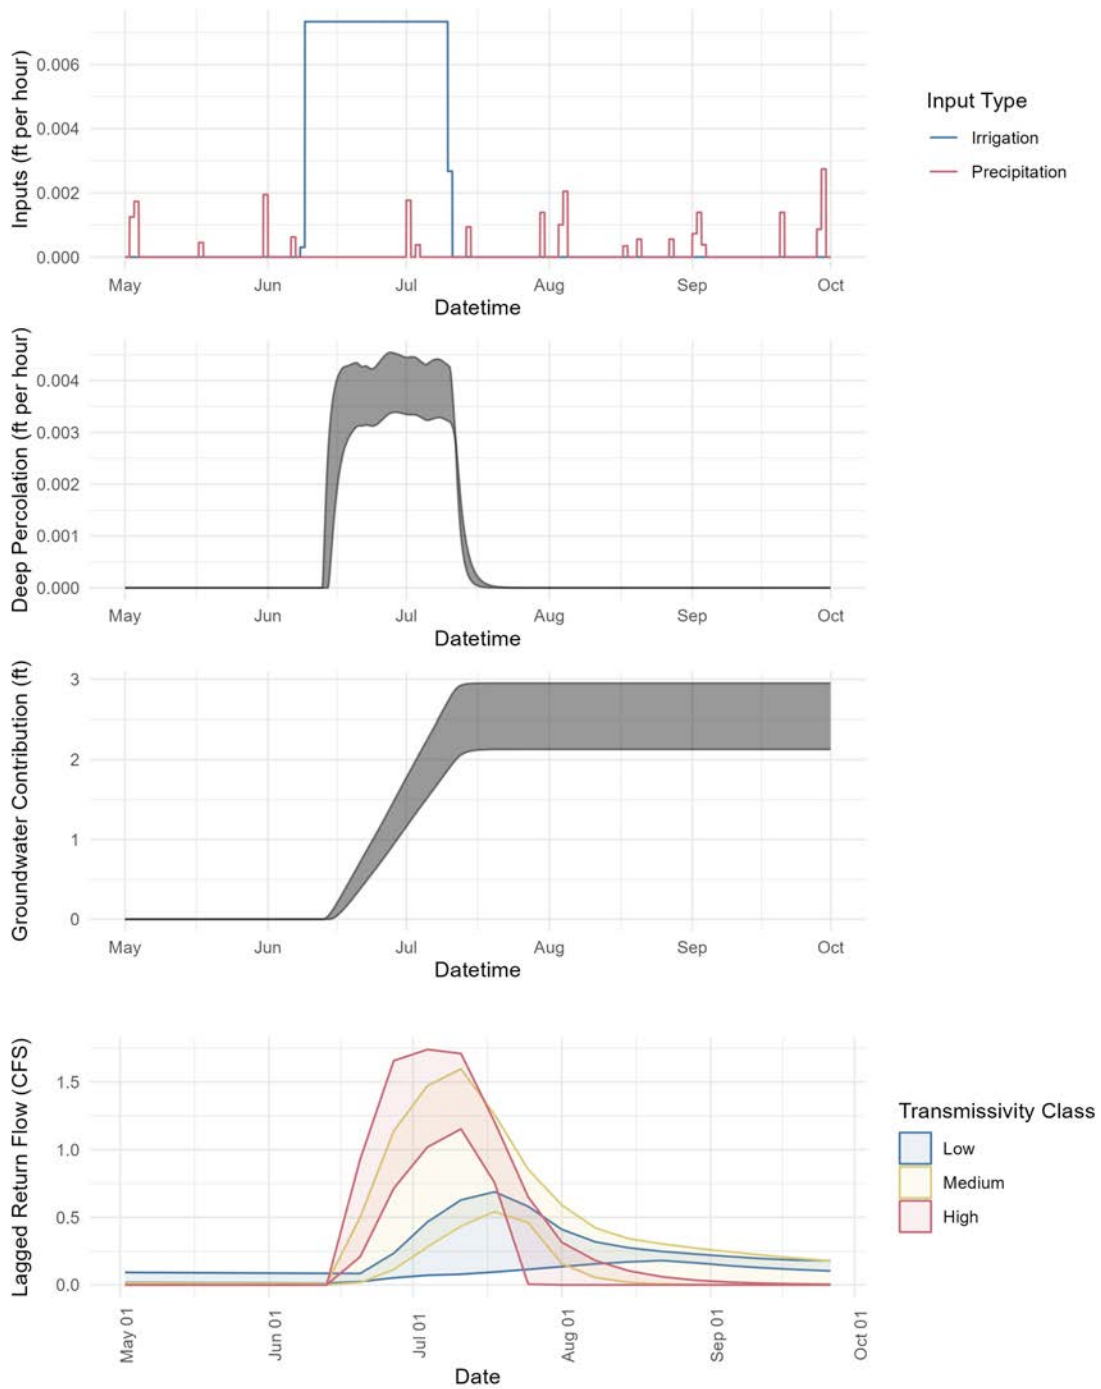 Inputs (ft per hour)
0.006
0.004
0.002
0.000
May
Jun
Jul
Aug
Sep
Oct
Datetime
Input Type
Irrigation
Precipitation
Deep Percolation (ft per hour)
0.004
0.003
0.002
0.001
0.000
May
Jun
Jul
Aug
Sep
Oct
Datetime
Groundwater Contribution (ft)
3
2
1
0
May
Jun
Jul
Aug
Sep
Oct
Datetime
Lagged Return Flow (CFS)
1.5
1.0
0.5
0.0
May 01
Jun 01
Jul 01
Aug 01
Sep 01
Oct 01
Date
Transmissivity Class
Low
Medium
High